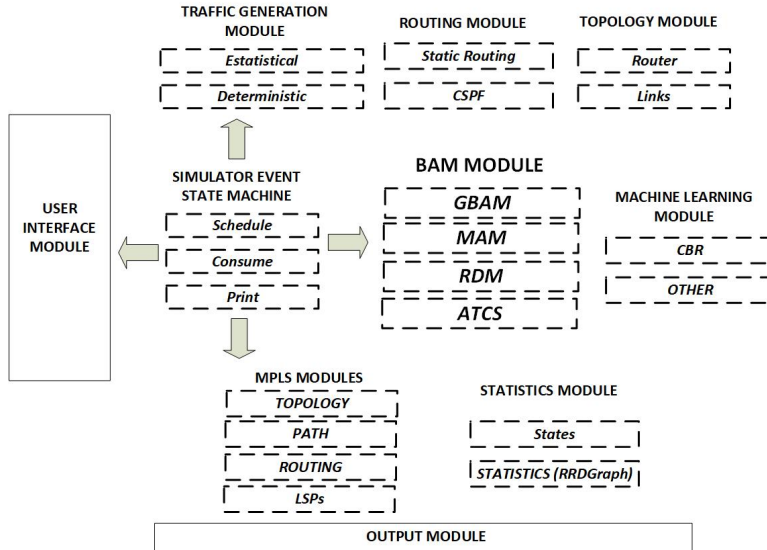 TRAFFIC GENERATION
MODULE
Estatistical
Deterministic
ROUTING MODULE
Static Routing
CSPF
TOPOLOGY MODULE
Router
Links
USER
INTERFACE
MODULE
SIMULATOR EVENT
STATE MACHINE
Schedule
Consume
Print
BAM MODULE
GBAM
MAM
RDM
ATCS
MACHINE LEARNING
MODULE
CBR
OTHER
MPLS MODULES
TOPOLOGY
PATH
ROUTING
LSPs
STATISTICS MODULE
States
STATISTICS (RRDGraph)
OUTPUT MODULE